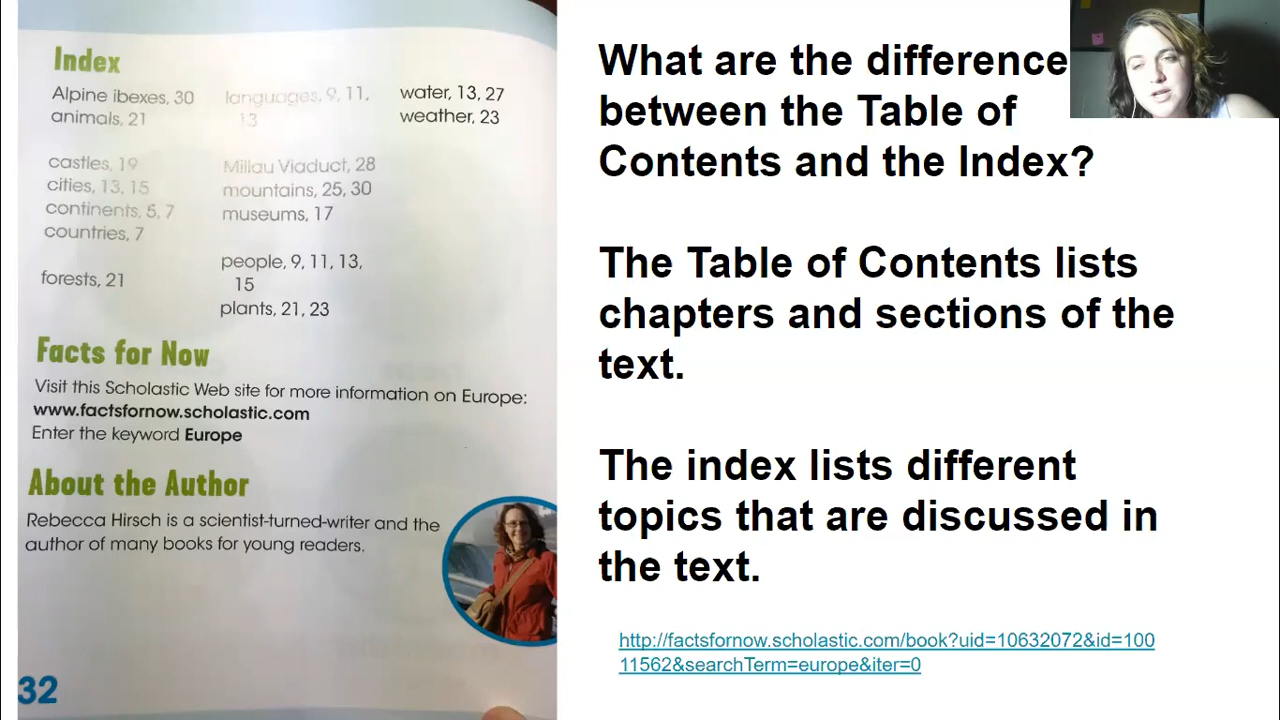 Index
Alpine ibexes, 30
animals, 21
castles, 19
cities, 13, 15
continents, 5, 7
countries, 7
forests, 21
languages, 9, 11,
13
Millau Viaduct, 28
mountains, 25, 30
museums, 17
people, 9, 11, 13,
15
plants, 21, 23
water, 13, 27
weather, 23
Facts for Now
Visit this Scholastic Web site for more information on Europe:
www.factsfornow.scholastic.com
Enter the keyword Europe
About the Author
Rebecca Hirsch is a scientist-turned-writer and the
author of many books for young readers.
32
What are the difference
between the Table of
Contents and the Index?
The Table of Contents lists
chapters and sections of the
text.
The index lists different
topics that are discussed in
the text.
http://factsfornow.scholastic.com/book?uid=10632072&id=100
11562&searchTerm=europe&iter=0